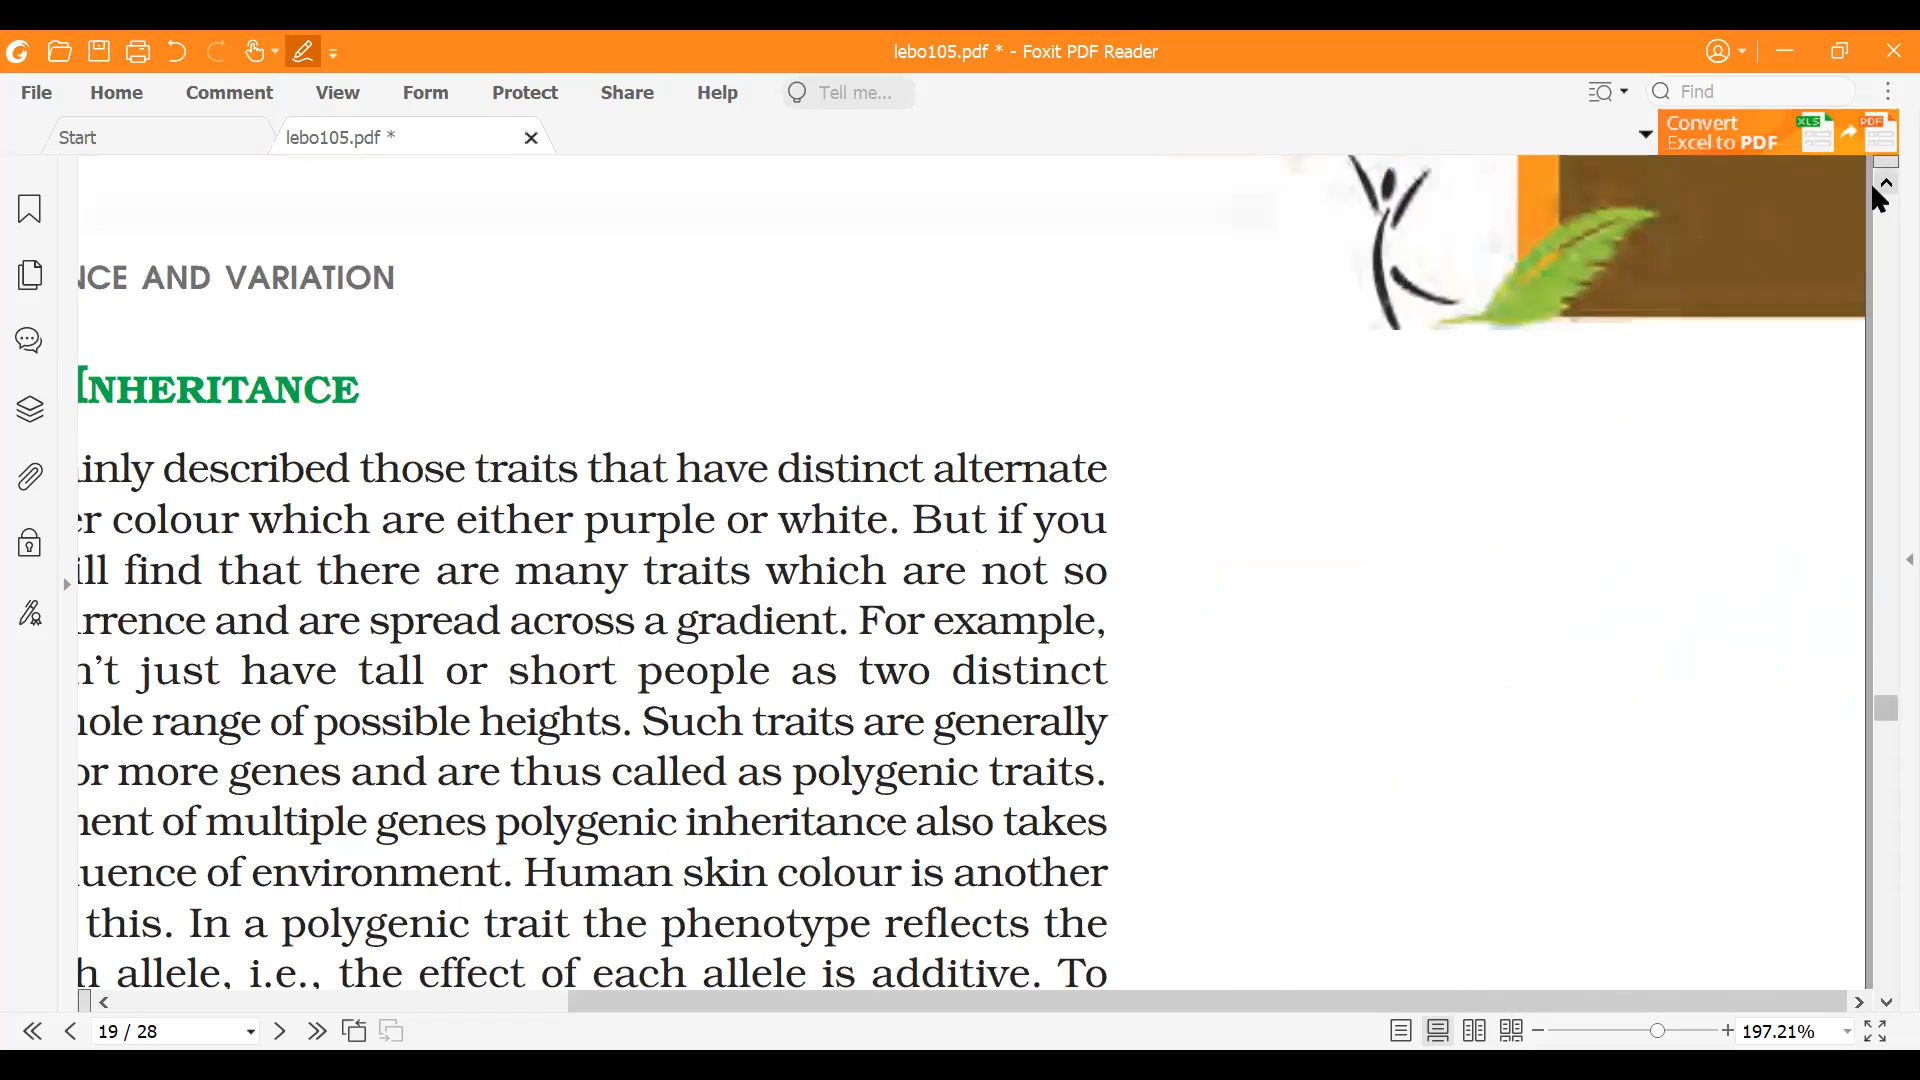 lebo105.pdf * - Foxit PDF Reader
File Home Comment View Form Protect Share Help Tell me... Find
Start lebo105.pdf *
Convert Excel to PDF XLS PDF
NCE AND VARIATION
INHERITANCE
inly described those traits that have distinct alternate
er colour which are either purple or white. But if you
ill find that there are many traits which are not so
rrence and are spread across a gradient. For example,
n't just have tall or short people as two distinct
hole range of possible heights. Such traits are generally
or more genes and are thus called as polygenic traits.
ment of multiple genes polygenic inheritance also takes
uence of environment. Human skin colour is another
this. In a polygenic trait the phenotype reflects the
h allele, i.e., the effect of each allele is additive. To
19 / 28 197.21%